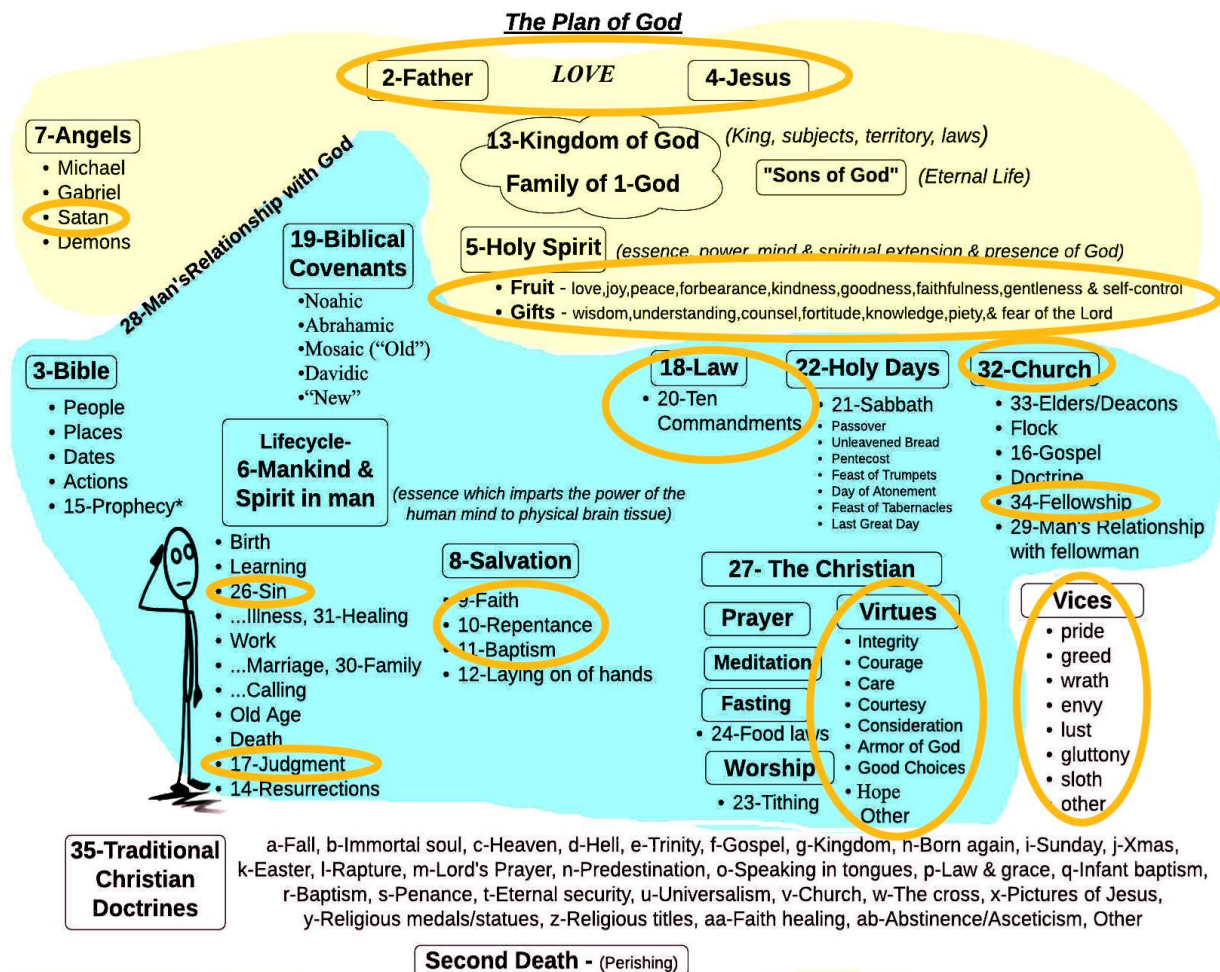 The Plan of God
2-Father
LOVE
4-Jesus
7-Angels
• Michael
• Gabriel
• Satan
• Demons
28-Man'sRelationship with God
13-Kingdom of God
Family of 1-God
(King, subjects, territory, laws)
"Sons of God"
(Eternal Life)
19-Biblical
Covenants
•Noahic
•Abrahamic
•Mosaic (“Old”)
•Davidic
•“New”
5-Holy Spirit
(essence, power, mind & spiritual extension & presence of God)
• Fruit - love,joy,peace,forbearance,kindness,goodness,faithfulness,gentleness & self-control
• Gifts - wisdom,understanding,counsel,fortitude,knowledge,piety,& fear of the Lord
3-Bible
• People
• Places
• Dates
• Actions
• 15-Prophecy*
Lifecycle-
6-Mankind &
Spirit in man
(essence which imparts the power of the
human mind to physical brain tissue)
• Birth
• Learning
• 26-Sin
• ...Illness, 31-Healing
• Work
• ...Marriage, 30-Family
• ...Calling
• Old Age
• Death
• 17-Judgment
• 14-Resurrections
8-Salvation
• 9-Faith
• 10-Repentance
• 11-Baptism
• 12-Laying on of hands
18-Law
• 20-Ten
Commandments
22-Holy Days
• 21-Sabbath
• Passover
• Unleavened Bread
• Pentecost
• Feast of Trumpets
• Day of Atonement
• Feast of Tabernacles
• Last Great Day
32-Church
• 33-Elders/Deacons
• Flock
• 16-Gospel
• Doctrine
• 34-Fellowship
• 29-Man's Relationship
with fellowman
27- The Christian
Prayer
Meditation
Fasting
• 24-Food laws
Worship
• 23-Tithing
Virtues
• Integrity
• Courage
• Care
• Courtesy
• Consideration
• Armor of God
• Good Choices
• Hope
Other
Vices
• pride
• greed
• wrath
• envy
• lust
• gluttony
• sloth
• other
35-Traditional
Christian
Doctrines
a-Fall, b-Immortal soul, c-Heaven, d-Hell, e-Trinity, f-Gospel, g-Kingdom, n-Born again, i-Sunday, j-Xmas,
k-Easter, l-Rapture, m-Lord's Prayer, n-Predestination, o-Speaking in tongues, p-Law & grace, q-Infant baptism,
r-Baptism, s-Penance, t-Eternal security, u-Universalism, v-Church, w-The cross, x-Pictures of Jesus,
y-Religious medals/statues, z-Religious titles, aa-Faith healing, ab-Abstinence/Asceticism, Other
Second Death - (Perishing)